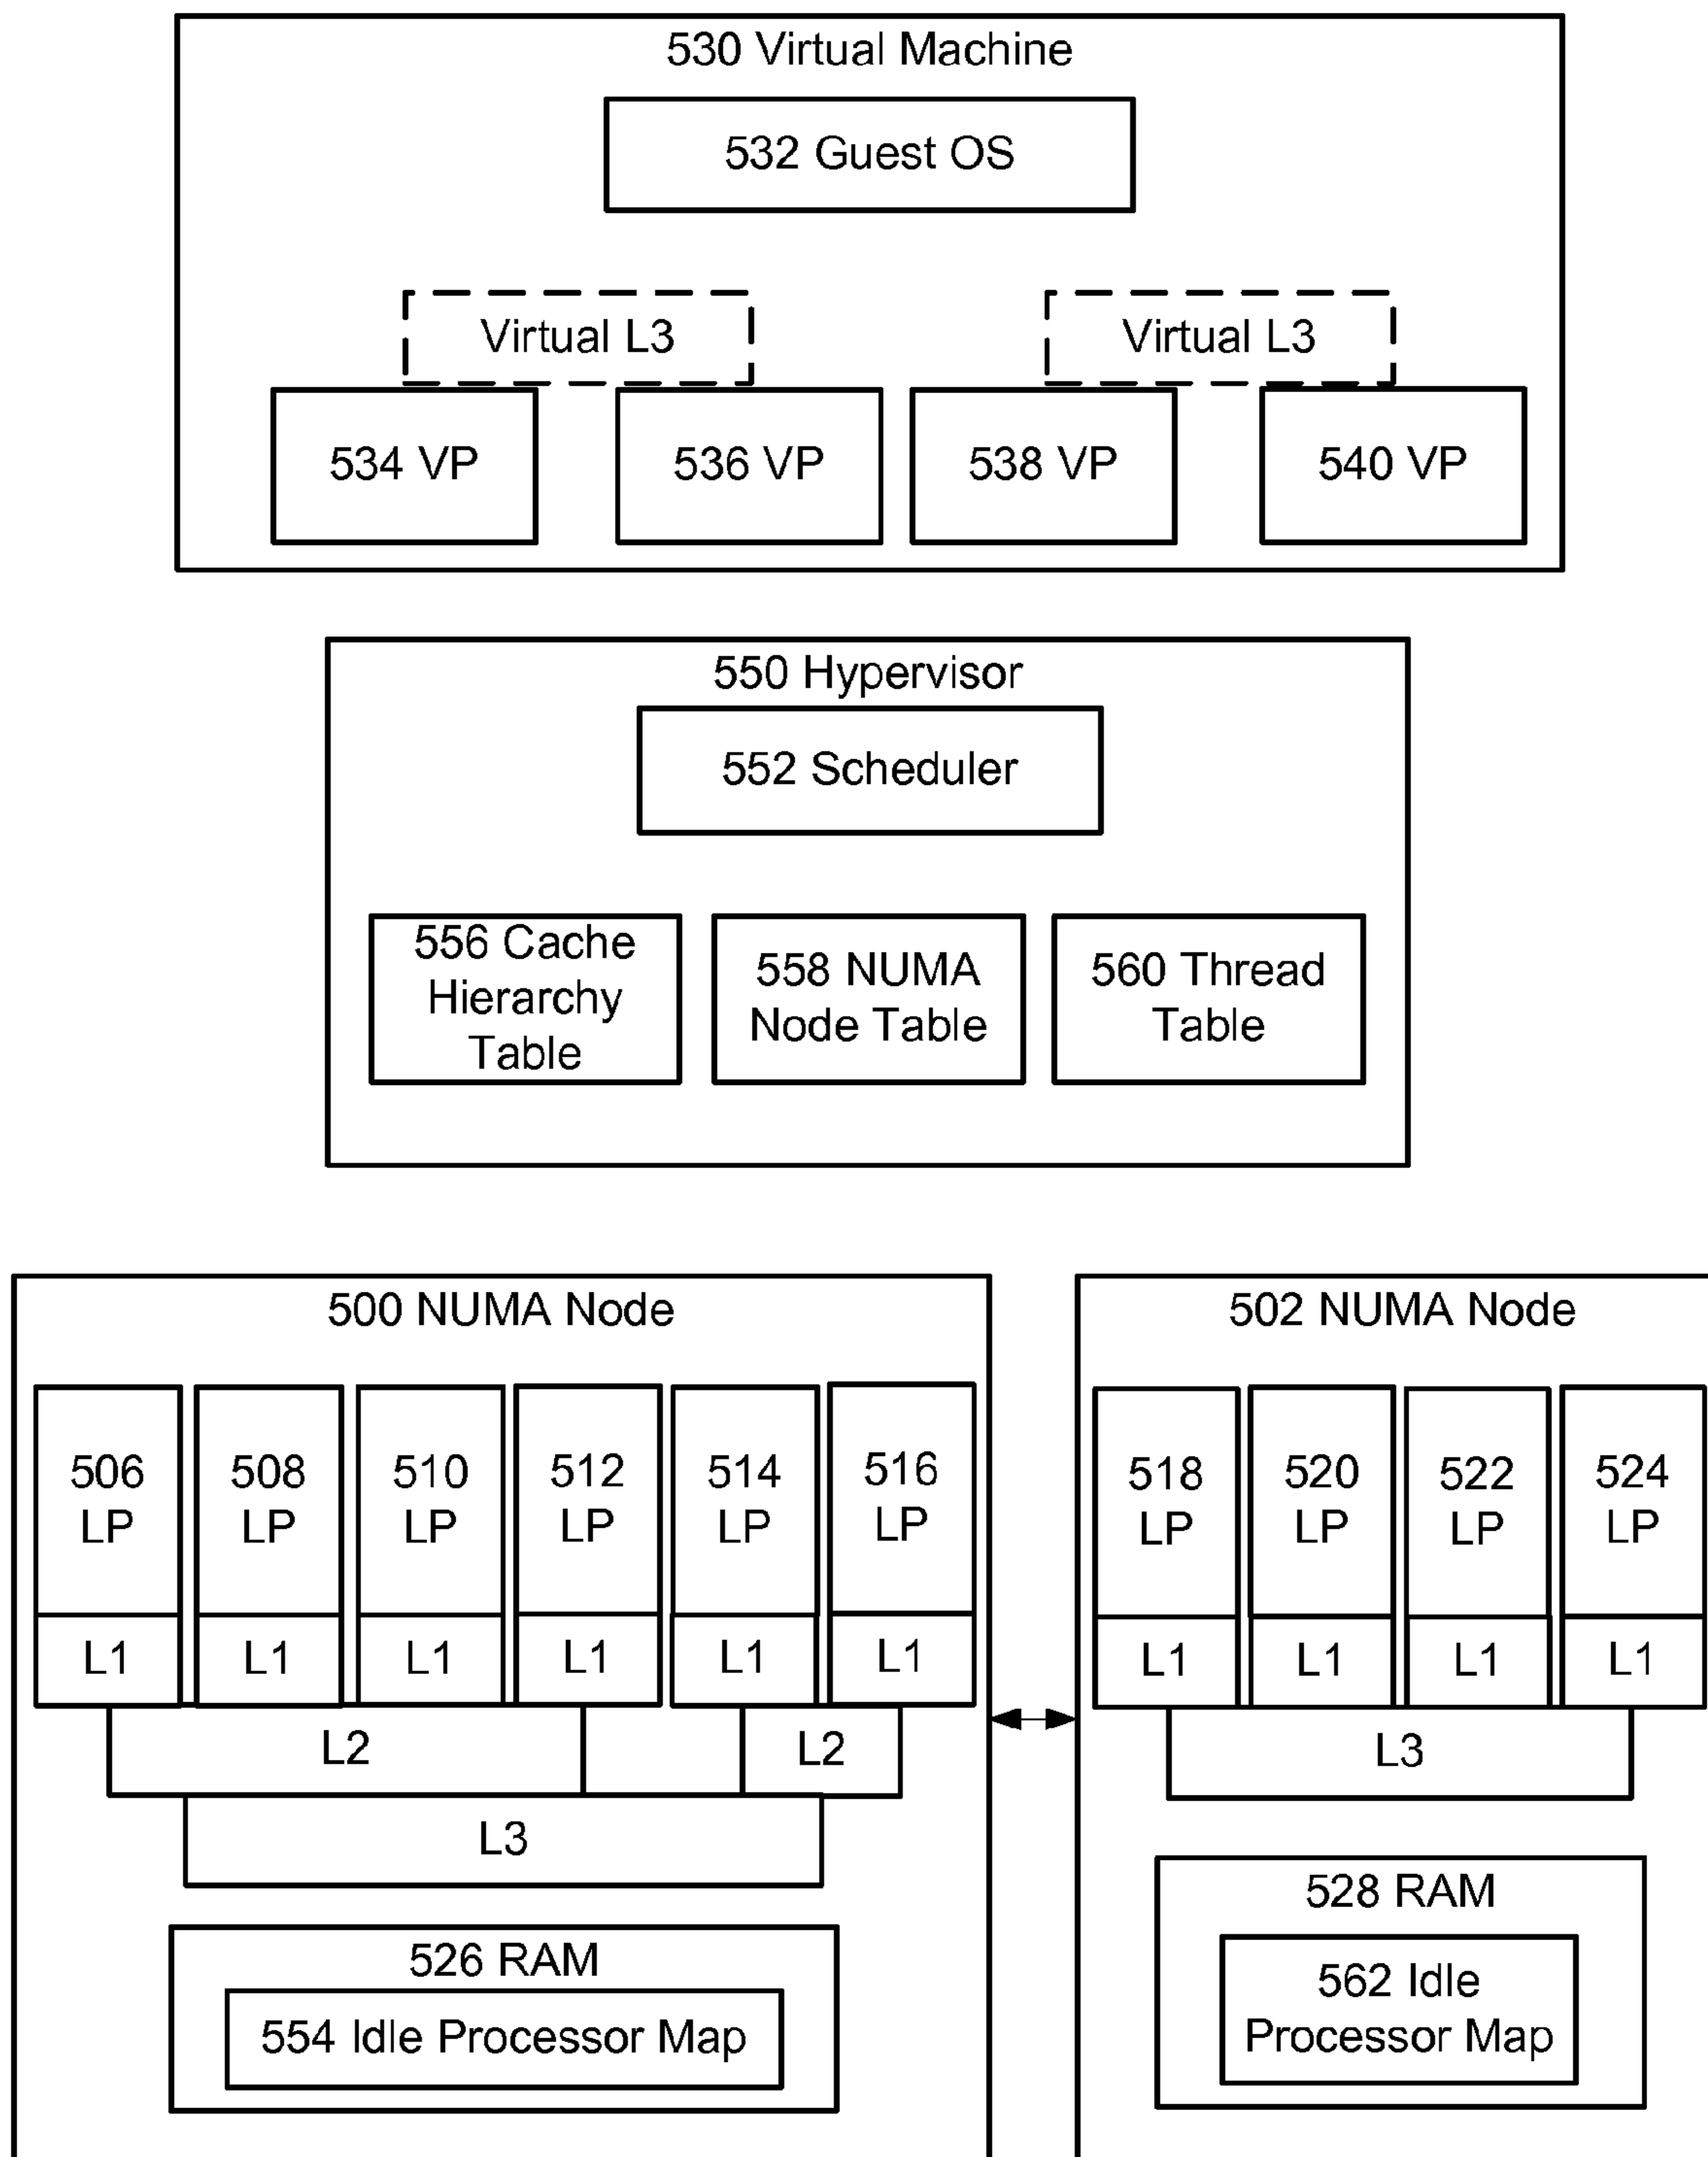 530 Virtual Machine
532 Guest OS
Virtual L3
Virtual L3
534 VP
536 VP
538 VP
540 VP
550 Hypervisor
552 Scheduler
556 Cache
Hierarchy
Table
558 NUMA
Node Table
560 Thread
Table
500 NUMA Node
506
LP
508
LP
510
LP
512
LP
514
LP
516
LP
L1
L1
L1
L1
L1
L1
L2
L2
L3
526 RAM
554 Idle Processor Map
502 NUMA Node
518
LP
520
LP
522
LP
524
LP
L1
L1
L1
L1
L3
528 RAM
562 Idle
Processor Map